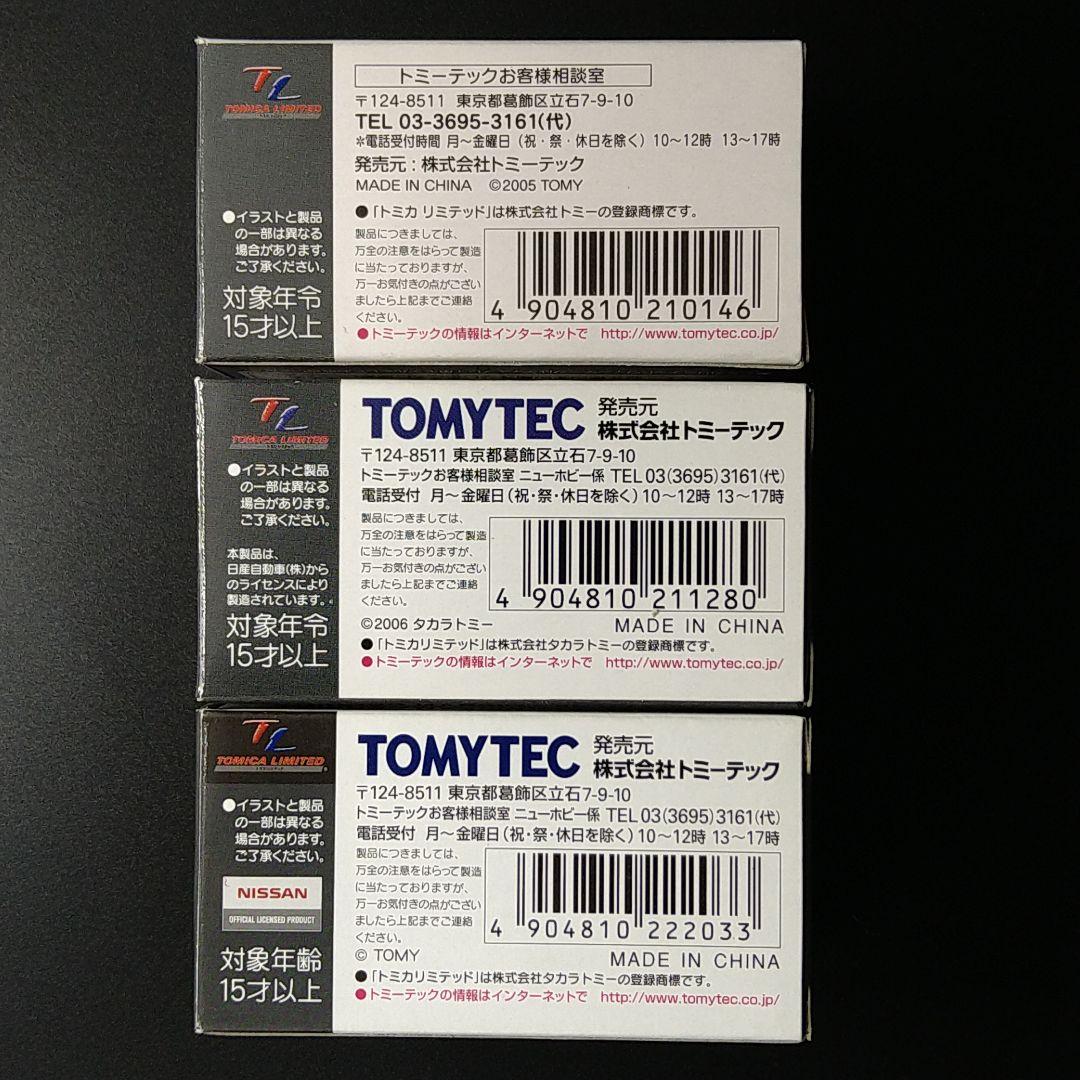 TL
TOMICA LIMITED
●イラストと製品
の一部は異なる
場合があります。
ご了承ください。
対象年令
15才以上
トミーテックお客様相談室
〒124-8511 東京都葛飾区立石7-9-10
TEL 03-3695-3161(代)
＊電話受付時間 月〜金曜日(祝・祭・休日を除く) 10〜12時 13〜17時
発売元：株式会社トミーテック
MADE IN CHINA ©2005 TOMY
●「トミカ リミテッド」は株式会社トミーの登録商標です。
製品につきましては、
万全の注意をはらって製造
に当たっておりますが、
万一お気付きの点がござい
ましたら上記までご連絡
ください。
4 904810 210146
●トミーテックの情報はインターネットで http://www.tomytec.co.jp/
TL
TOMICA LIMITED
●イラストと製品
の一部は異なる
場合があります。
ご了承ください。
本製品は、
日産自動車(株)から
のライセンスにより
製造されています。
対象年令
15才以上
TOMYTEC 発売元
株式会社トミーテック
〒124-8511 東京都葛飾区立石7-9-10
トミーテックお客様相談室 ニューホビー係 TEL 03(3695)3161(代)
電話受付 月〜金曜日(祝・祭・休日を除く) 10〜12時 13〜17時
製品につきましては、
万全の注意をはらって製造
に当たっておりますが、
万一お気付きの点がござい
ましたら上記までご連絡
ください。
4 904810 211280
©2006 タカラトミー MADE IN CHINA
●「トミカリミテッド」は株式会社タカラトミーの登録商標です。
●トミーテックの情報はインターネットで http://www.tomytec.co.jp/
TL
TOMICA LIMITED
●イラストと製品
の一部は異なる
場合があります。
ご了承ください。
NISSAN
OFFICIAL LICENSED PRODUCT
対象年齢
15才以上
TOMYTEC 発売元
株式会社トミーテック
〒124-8511 東京都葛飾区立石7-9-10
トミーテックお客様相談室 ニューホビー係 TEL 03(3695)3161(代)
電話受付 月〜金曜日(祝・祭・休日を除く) 10〜12時 13〜17時
製品につきましては、
万全の注意をはらって製造
に当たっておりますが、
万一お気付きの点がござい
ましたら上記までご連絡
ください。
4 904810 222033
© TOMY MADE IN CHINA
●「トミカリミテッド」は株式会社タカラトミーの登録商標です。
●トミーテックの情報はインターネットで http://www.tomytec.co.jp/